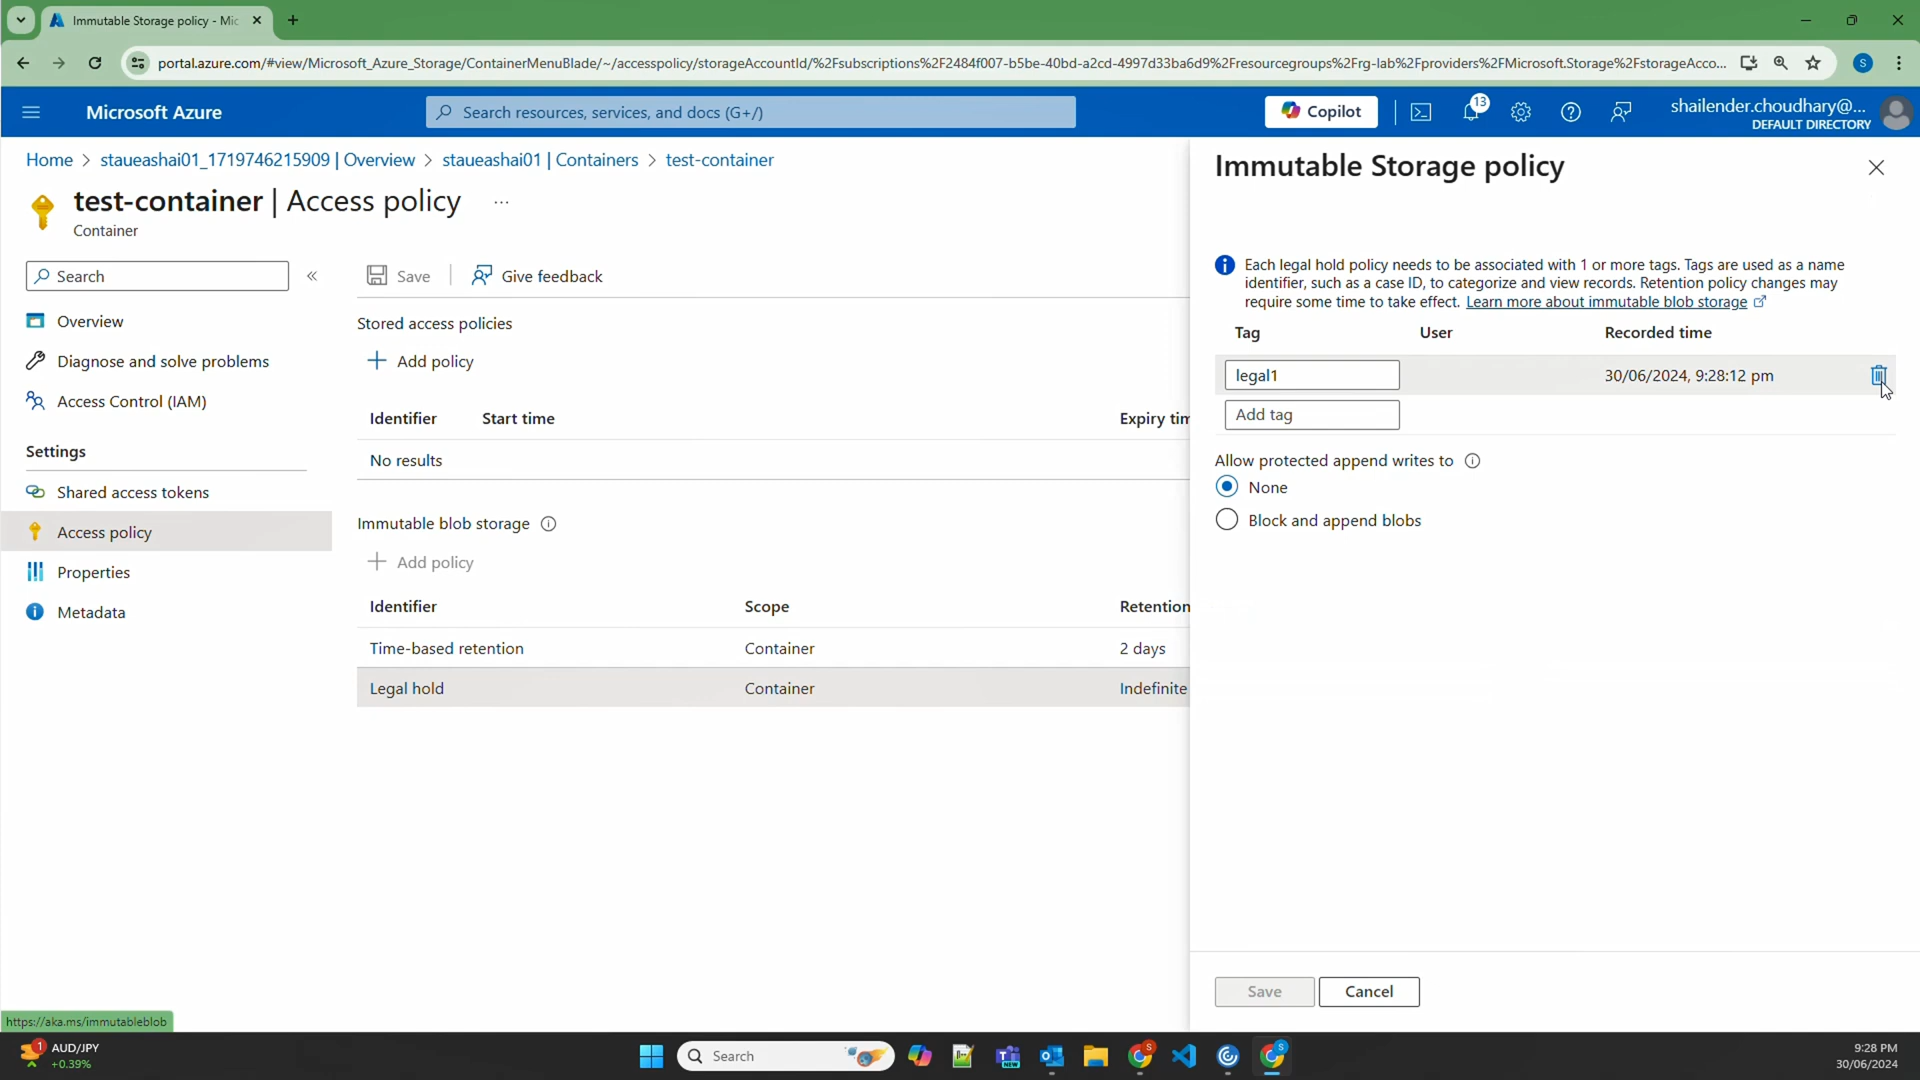 Immutable Storage policy - Mic
portal.azure.com/#view/Microsoft_Azure_Storage/ContainerMenuBlade/~/accesspolicy/storageAccountId/%2Fsubscriptions%2F2484f007-b5be-40bd-a2cd-4997d33ba6d9%2Fresourcegroups%2Frg-lab%2Fproviders%2FMicrosoft.Storage%2FstorageAcco...
S
Microsoft Azure
Search resources, services, and docs (G+/)
Copilot
13
shailender.choudhary@...
DEFAULT DIRECTORY
Home > staueashai01_1719746215909 | Overview > staueashai01 | Containers > test-container
test-container | Access policy ...
Container
Search
Overview
Diagnose and solve problems
Access Control (IAM)
Settings
Shared access tokens
Access policy
Properties
Metadata
Save
Give feedback
Stored access policies
Add policy
Identifier Start time Expiry tim
No results
Immutable blob storage
Add policy
Identifier Scope Retention
Time-based retention Container 2 days
Legal hold Container Indefinite
Immutable Storage policy
Each legal hold policy needs to be associated with 1 or more tags. Tags are used as a name
identifier, such as a case ID, to categorize and view records. Retention policy changes may
require some time to take effect. Learn more about immutable blob storage
Tag User Recorded time
legal1 30/06/2024, 9:28:12 pm
Add tag
Allow protected append writes to
None
Block and append blobs
Save Cancel
https://aka.ms/immutableblob
1
AUD/JPY
+0.39%
Search
NEW
S
S
9:28 PM
30/06/2024